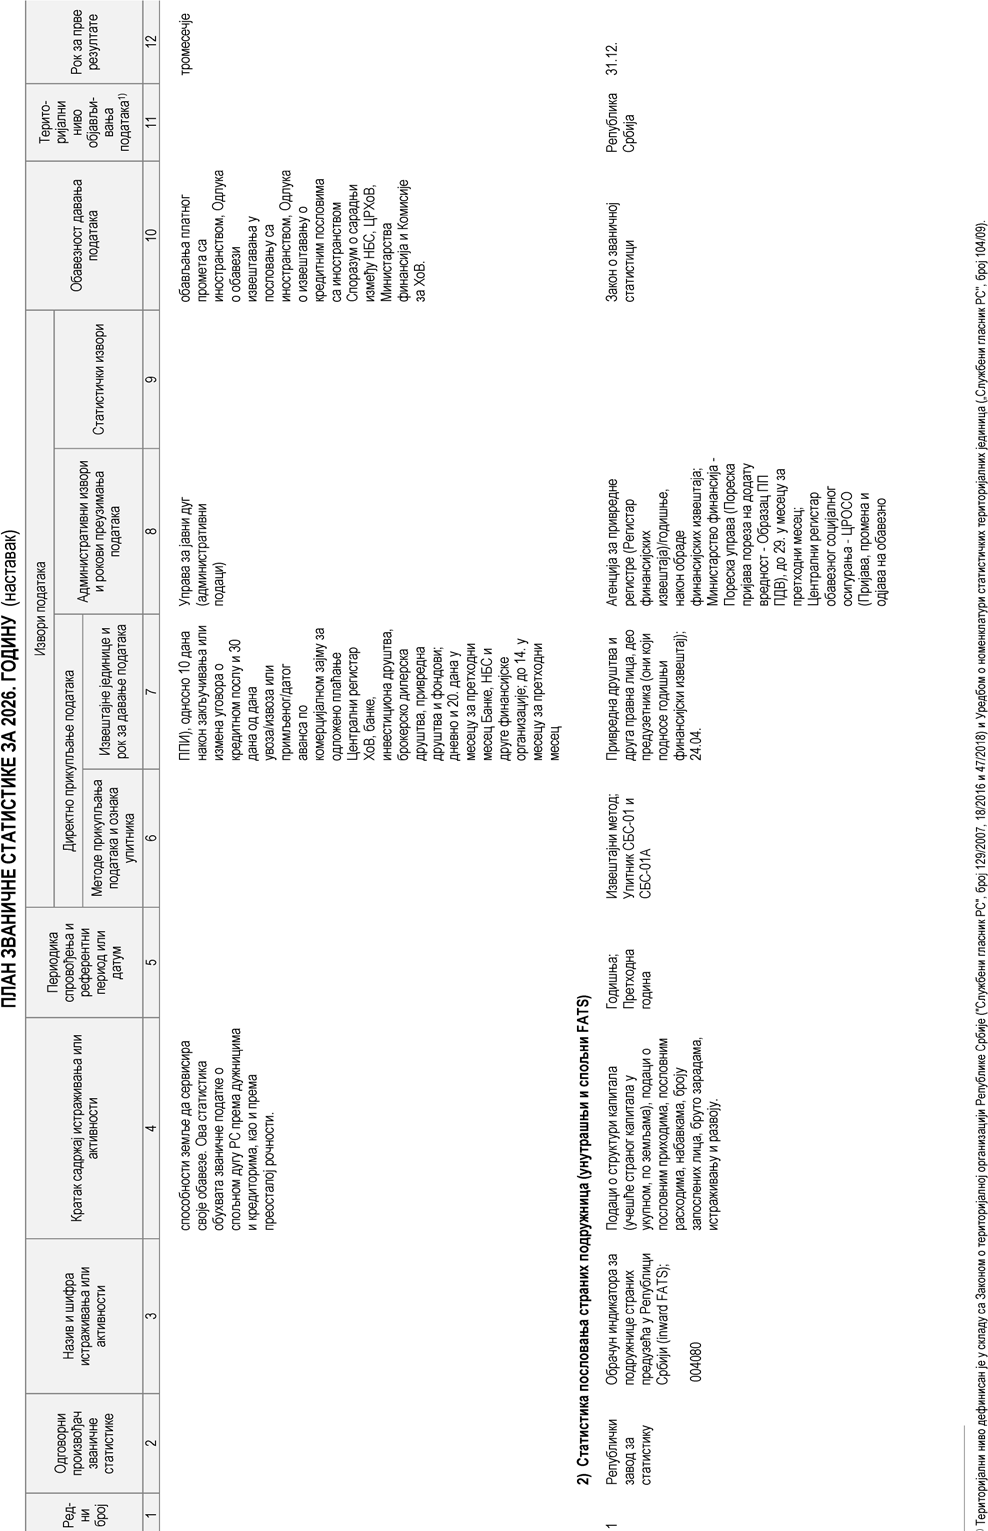 ПЛАН ЗВАНИЧНЕ СТАТИСТИКЕ ЗА 2026. ГОДИНУ (наставак)
Ред-
ни
број
Одговорни
произвођач
званичне
статистике
Назив и шифра
истраживања или
активности
Кратак садржај истраживања или
активности
Периодика
спровођења и
референтни
период или
датум
Извори података
Директно прикупљање података
Методе прикупљања
података и ознака
упитника
Извештајне јединице и
рок за давање података
Административни извори
и рокови преузимања
података
Статистички извори
Обавезност давања
података
Терито-
ријални
ниво
објављи-
вања
података1)
Рок за прве
резултате
1
2
3
4
5
6
7
8
9
10
11
12
способности земље да сервисира
своје обавезе. Ова статистика
обухвата званичне податке о
спољном дугу РС према дужницима
и кредиторима, као и према
преосталој рочности.
ППИ), односно 10 дана
након закључивања или
измена уговора о
кредитном послу и 30
дана од дана
увоза/извоза или
примљеног/датог
аванса по
комерцијалном зајму за
одложено плаћање
Централни регистар
ХоВ, банке,
инвестициона друштва,
брокерско дилерска
друштва, привредна
друштва и фондови;
дневно и 20. дана у
месецу за претходни
месец Банке, НБС и
друге финансијске
организације; до 14. у
месецу за претходни
месец
Управа за јавни дуг
(административни
подаци)
обављања платног
промета са
иностранством, Одлука
о обавези
извештавања у
пословању са
иностранством, Одлука
о извештавању о
кредитним пословима
са иностранством
Споразум о сарадњи
између НБС, ЦРХоВ,
Министарства
финансија и Комисије
за ХоВ.
тромесечје
2) Статистика пословања страних подружница (унутрашњи и спољни FATS)
1
Републички
завод за
статистику
Обрачун индикатора за
подружнице страних
предузећа у Републици
Србији (inward FATS);
004080
Подаци о структури капитала
(учешће страног капитала у
укупном, по земљама), подаци о
пословним приходима, пословним
расходима, набавкама, броју
запослених лица, бруто зарадама,
истраживању и развоју.
Годишња;
Претходна
година
Извештајни метод;
Упитник СБС-01 и
СБС-01А
Привредна друштва и
друга правна лица, део
предузетника (они који
подносе годишњи
финансијски извештај);
24.04.
Агенција за привредне
регистре (Регистар
финансијских
извештаја)/годишње,
након обраде
финансијских извештаја;
Министарство финансија -
Пореска управа (Пореска
пријава пореза на додату
вредност - Образац ПП
ПДВ), до 29. у месецу за
претходни месец;
Централни регистар
обавезног социјалног
осигурања - ЦРОСО
(Пријава, промена и
одјава на обавезно
Закон о званичној
статистици
Република
Србија
31.12.
) Територијални ниво дефинисан је у складу са Законом о територијалној организацији Републике Србије ("Службени гласник РС", број 129/2007, 18/2016 и 47/2018) и Уредбом о номенклатури статистичких територијалних јединица („Службени гласник РС", број 104/09).